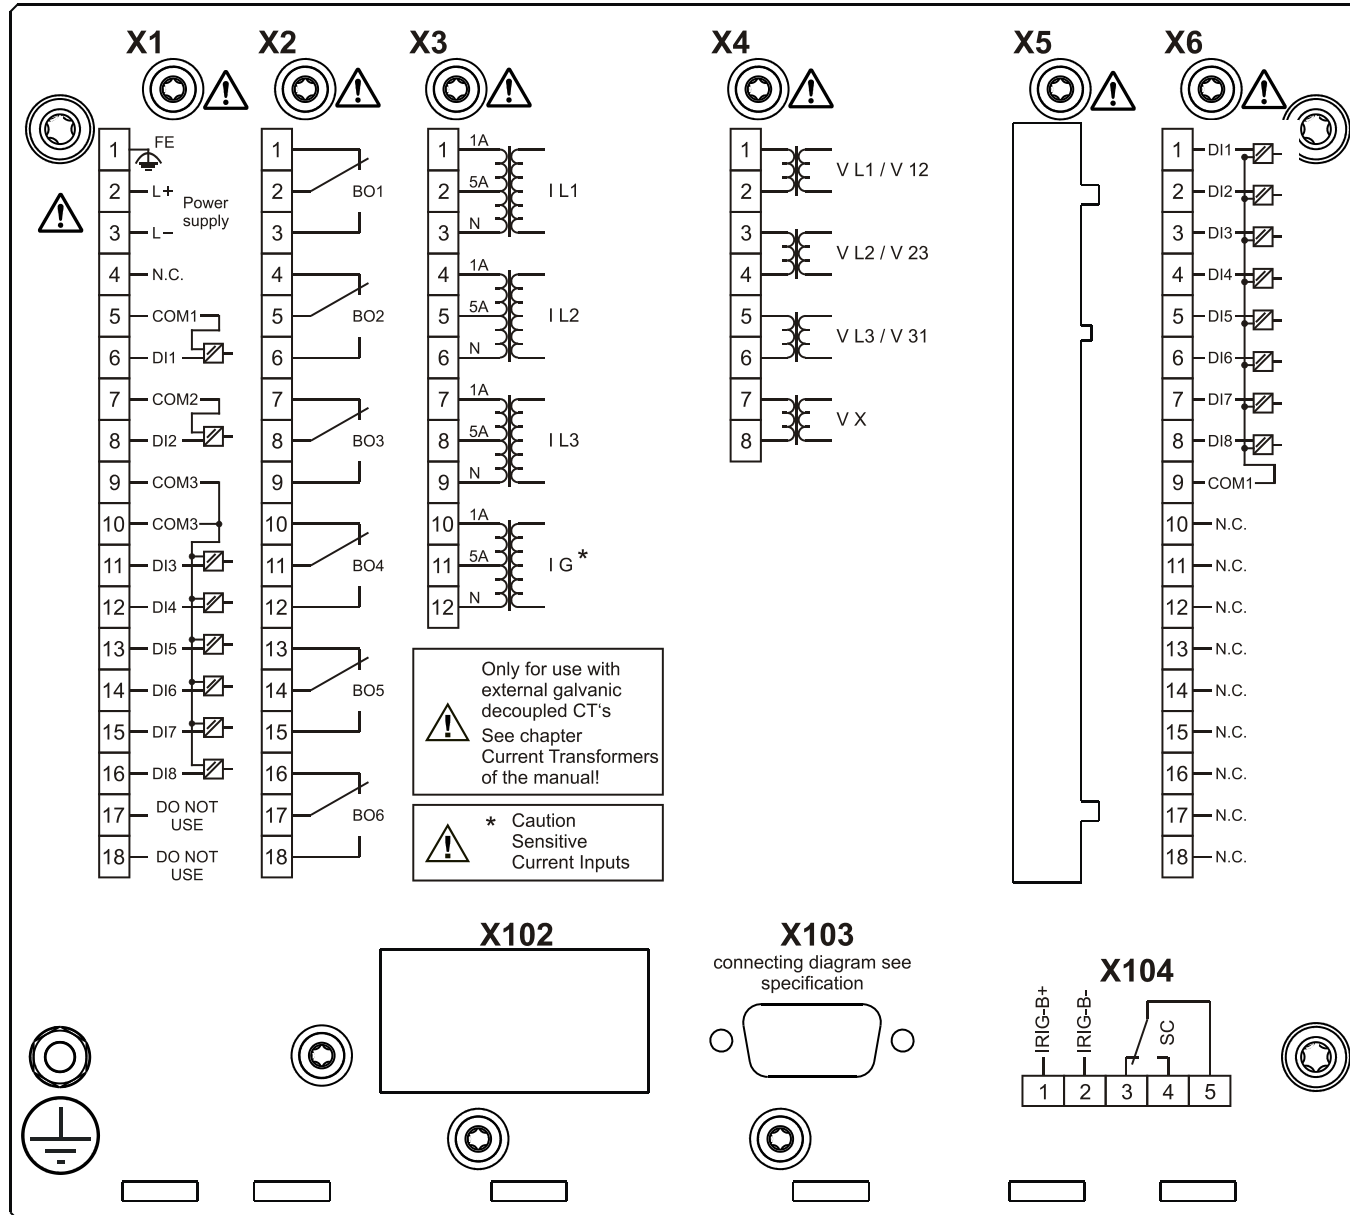 X1
1 FE
2 L+ Power
supply
3 L–
4 N.C.
5 COM1
6 DI1
7 COM2
8 DI2
9 COM3
10 COM3
11 DI3
12 DI4
13 DI5
14 DI6
15 DI7
16 DI8
17 DO NOT
USE
18 DO NOT
USE
X2
1
2 BO1
3
4
5 BO2
6
7
8 BO3
9
10
11 BO4
12
13
14 BO5
15
16
17 BO6
18
X3
1 1A
2 5A I L1
3 N
4 1A
5 5A I L2
6 N
7 1A
8 5A I L3
9 N
10 1A
11 5A I G *
12 N
Only for use with
external galvanic
decoupled CT‘s
See chapter
Current Transformers
of the manual!
* Caution
Sensitive
Current Inputs
X4
1
V L1 / V 12
2
3
V L2 / V 23
4
5
V L3 / V 31
6
7
V X
8
X5
X6
1 DI1
2 DI2
3 DI3
4 DI4
5 DI5
6 DI6
7 DI7
8 DI8
9 COM1
10 N.C.
11 N.C.
12 N.C.
13 N.C.
14 N.C.
15 N.C.
16 N.C.
17 N.C.
18 N.C.
X102
X103
connecting diagram see
specification
X104
IRIG-B+
IRIG-B-
SC
1 2 3 4 5